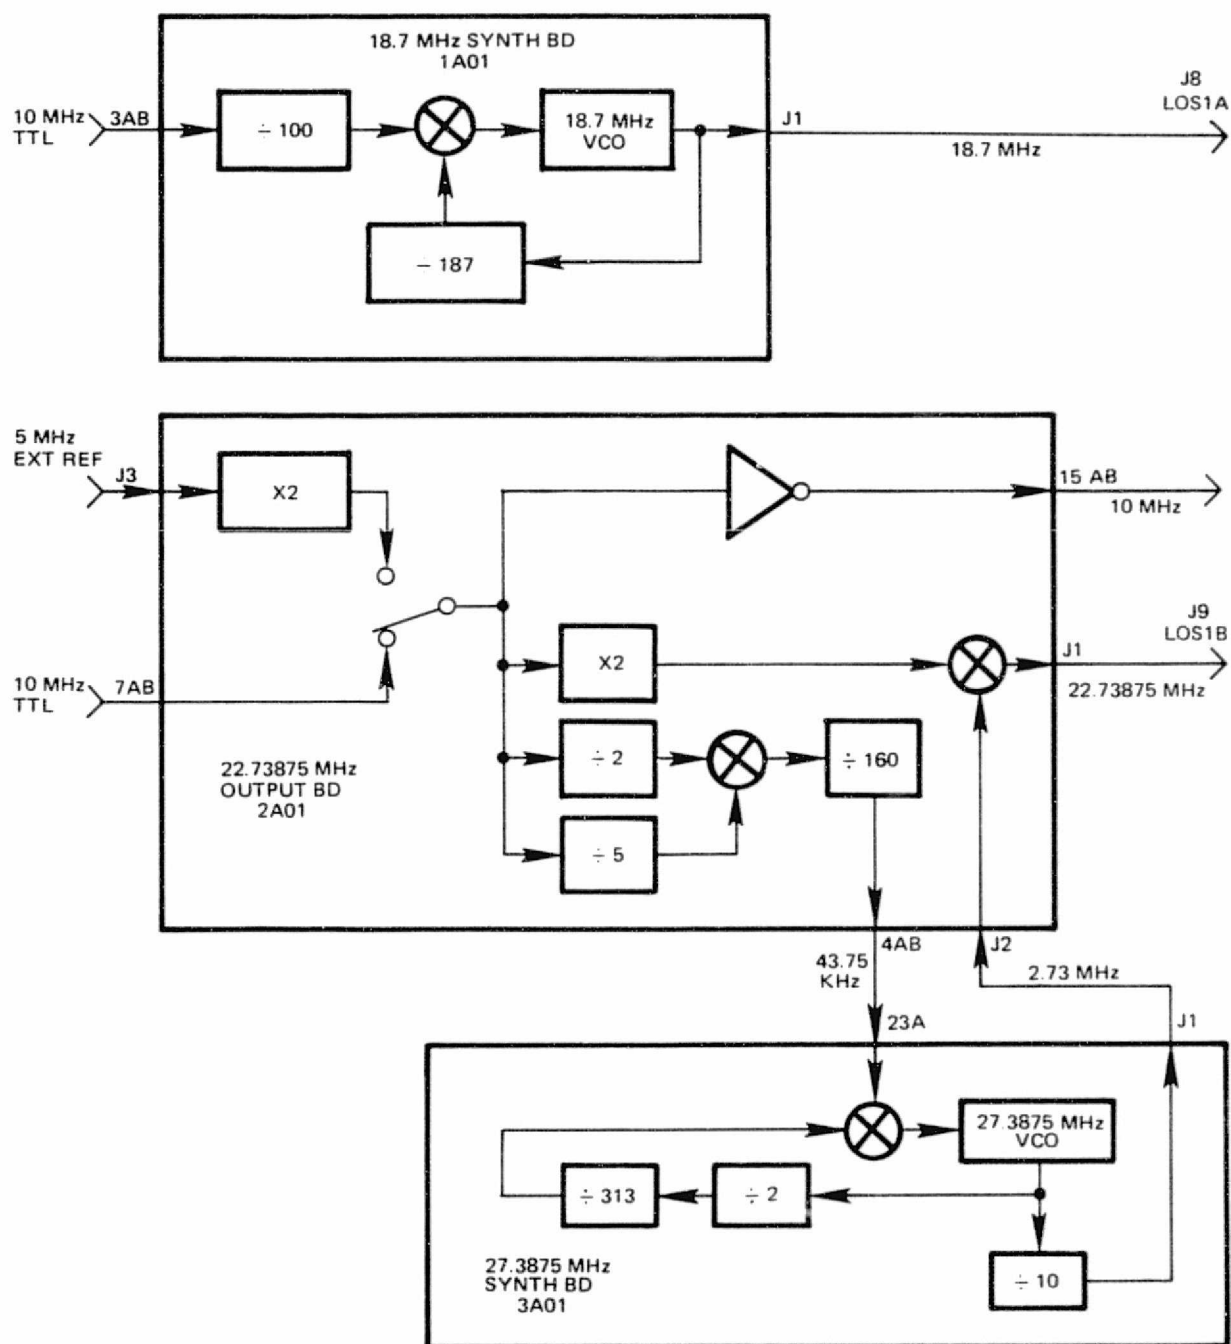 18.7 MHz SYNTH BD
1A01
10 MHz
TTL
3AB
÷ 100
18.7 MHz
VCO
J1
18.7 MHz
J8
LOS1A
÷ 187
5 MHz
EXT REF
J3
X2
15 AB
10 MHz
X2
J1
J9
LOS1B
22.73875 MHz
10 MHz
TTL
7AB
÷ 2
÷ 160
22.73875 MHz
OUTPUT BD
2A01
÷ 5
4AB
J2
43.75
KHz
2.73 MHz
23A
J1
27.3875 MHz
VCO
÷ 313
÷ 2
÷ 10
27.3875 MHz
SYNTH BD
3A01